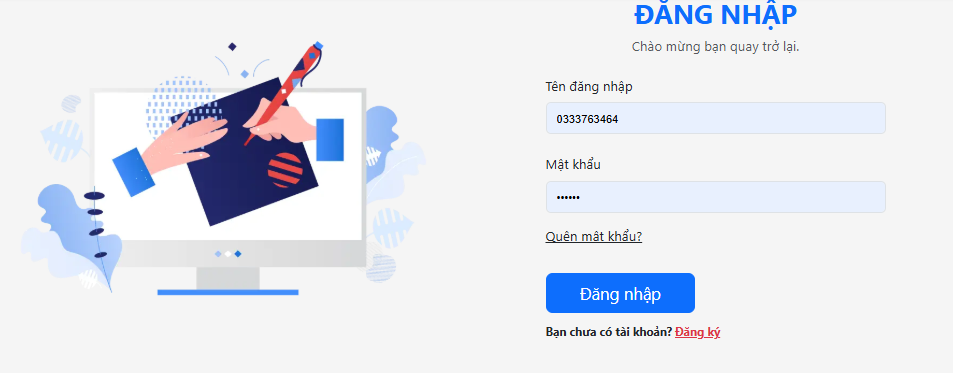 ĐĂNG NHẬP
Chào mừng bạn quay trở lại.
Tên đăng nhập
0333763464
Mật khẩu
••••••
Quên mật khẩu?
Đăng nhập
Bạn chưa có tài khoản? Đăng ký